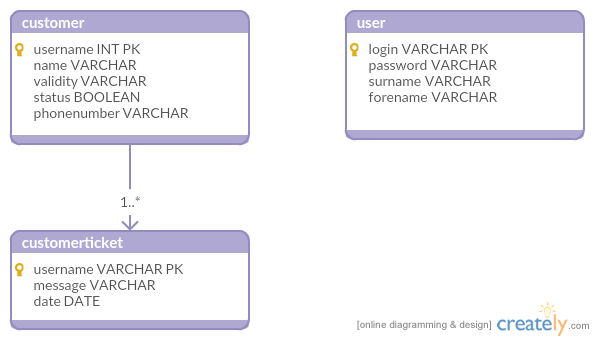 customer
username INT PK
name VARCHAR
validity VARCHAR
status BOOLEAN
phonenumber VARCHAR
user
login VARCHAR PK
password VARCHAR
surname VARCHAR
forename VARCHAR
1..*
customerticket
username VARCHAR PK
message VARCHAR
date DATE
[online diagramming & design] creately.com